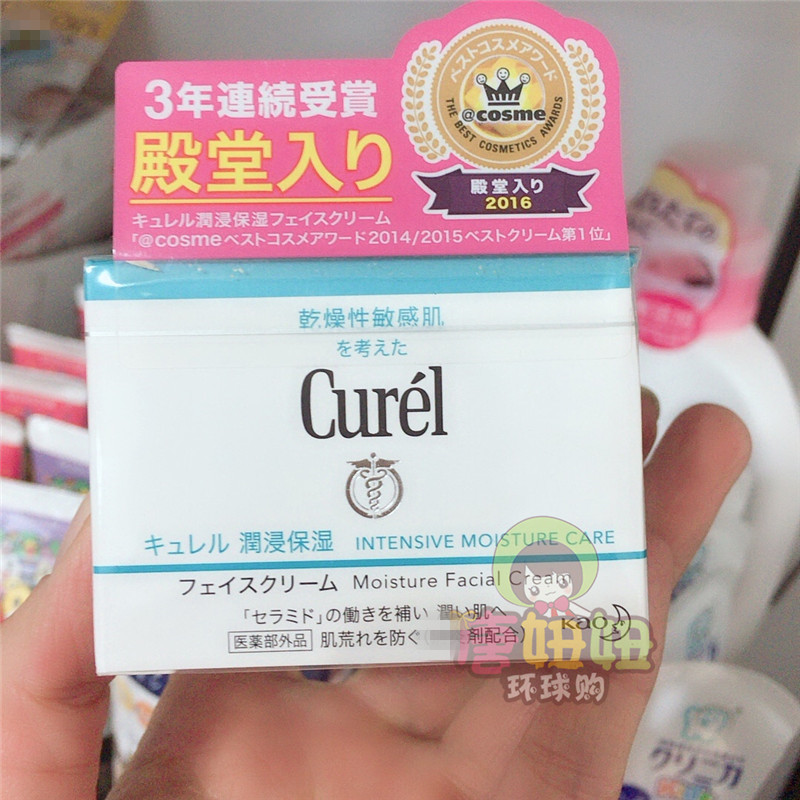 3年連続受賞
殿堂入り
キュレル潤浸保湿フェイスクリーム
「@cosmeベストコスメアワード2014/2015ベストクリーム第1位」
ベストコスメアワード
@cosme
THE BEST COSMETICS AWARDS
殿堂入り
2016
乾燥性敏感肌
を考えた
Curél
キュレル 潤浸保湿 INTENSIVE MOISTURE CARE
フェイスクリーム Moisture Facial Cream
「セラミド」の働きを補い 潤い肌へ
医薬部外品 肌荒れを防ぐ 剤配合)
Kao
唐妞妞
环球购
クリニカ